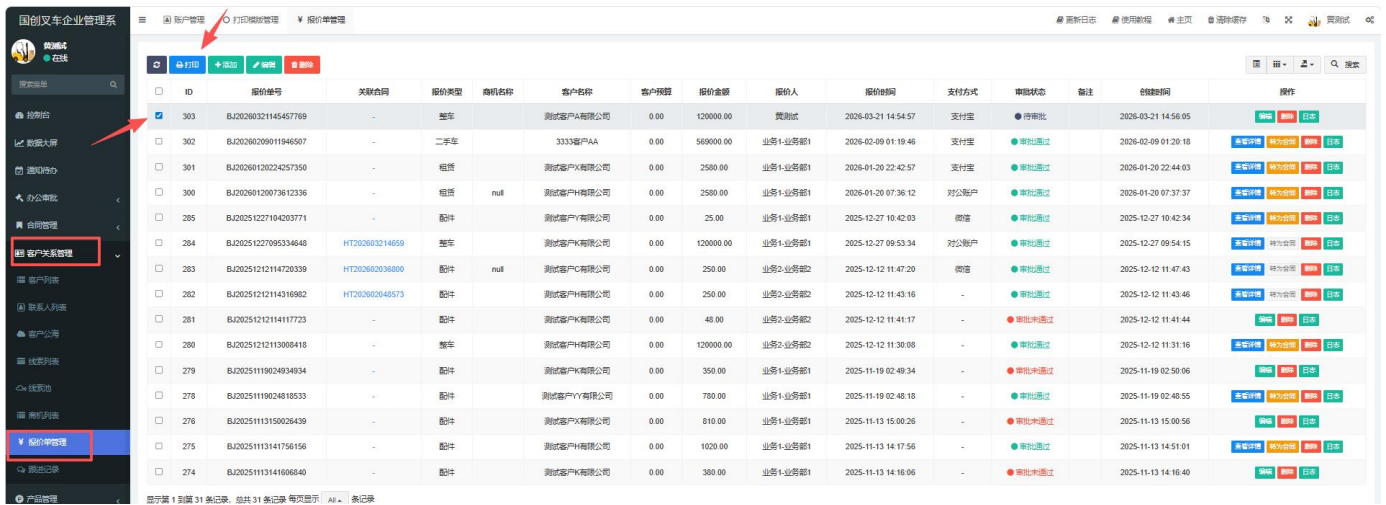 国创叉车企业管理系
账户管理 打印模版管理 ¥ 报价单管理
更新日志 使用教程 主页 清除缓存 黄测试
黄测试
在线
搜索菜单
控制台
数据大屏
通知待办
办公审批
合同管理
客户关系管理
客户列表
联系人列表
客户公海
线索列表
线索池
商机列表
¥ 报价单管理
跟进记录
产品管理
打印 +添加 编辑 删除 搜索
ID 报价单号 关联合同 报价类型 商机名称 客户名称 客户预算 报价金额 报价人 报价时间 支付方式 审批状态 备注 创建时间 操作
303 BJ20260321145457769 - 整车 测试客户A有限公司 0.00 120000.00 黄测试 2026-03-21 14:54:57 支付宝 待审批 2026-03-21 14:56:05 编辑 删除 日志
302 BJ20260209011946507 - 二手车 3333客户AA 0.00 569000.00 业务1-业务部1 2026-02-09 01:19:46 支付宝 审批通过 2026-02-09 01:20:18 查看详情 转为合同 删除 日志
301 BJ20260120224257350 - 租赁 测试客户X有限公司 0.00 2580.00 业务1-业务部1 2026-01-20 22:42:57 支付宝 审批通过 2026-01-20 22:44:03 查看详情 转为合同 删除 日志
300 BJ20260120073612336 - 租赁 null 测试客户H有限公司 0.00 2580.00 业务1-业务部1 2026-01-20 07:36:12 对公账户 审批通过 2026-01-20 07:37:37 查看详情 转为合同 删除 日志
285 BJ20251227104203771 - 配件 测试客户Y有限公司 0.00 25.00 业务1-业务部1 2025-12-27 10:42:03 微信 审批通过 2025-12-27 10:42:34 查看详情 转为合同 删除 日志
284 BJ20251227095334648 HT202603214659 整车 测试客户X有限公司 0.00 120000.00 业务1-业务部1 2025-12-27 09:53:34 对公账户 审批通过 2025-12-27 09:54:15 查看详情 转为合同 删除 日志
283 BJ20251212114720339 HT202602036800 配件 null 测试客户C有限公司 0.00 250.00 业务2-业务部2 2025-12-12 11:47:20 微信 审批通过 2025-12-12 11:47:43 查看详情 转为合同 删除 日志
282 BJ20251212114316982 HT202602048573 配件 测试客户H有限公司 0.00 250.00 业务2-业务部2 2025-12-12 11:43:16 - 审批通过 2025-12-12 11:43:46 查看详情 转为合同 删除 日志
281 BJ20251212114117723 - 配件 测试客户K有限公司 0.00 48.00 业务2-业务部2 2025-12-12 11:41:17 - 审批未通过 2025-12-12 11:41:44 编辑 删除 日志
280 BJ20251212113008418 - 整车 测试客户K有限公司 0.00 120000.00 业务2-业务部2 2025-12-12 11:30:08 - 审批通过 2025-12-12 11:31:16 查看详情 转为合同 删除 日志
279 BJ20251119024934934 - 配件 测试客户K有限公司 0.00 350.00 业务1-业务部1 2025-11-19 02:49:34 - 审批未通过 2025-11-19 02:50:06 编辑 删除 日志
278 BJ20251119024818533 - 配件 测试客户YY有限公司 0.00 780.00 业务1-业务部1 2025-11-19 02:48:18 - 审批通过 2025-11-19 02:48:55 查看详情 转为合同 删除 日志
276 BJ20251113150026439 - 配件 测试客户K有限公司 0.00 810.00 业务1-业务部1 2025-11-13 15:00:26 - 审批未通过 2025-11-13 15:00:56 编辑 删除 日志
275 BJ20251113141756156 - 配件 测试客户H有限公司 0.00 1020.00 业务1-业务部1 2025-11-13 14:17:56 - 审批通过 2025-11-13 14:51:01 查看详情 转为合同 删除 日志
274 BJ20251113141606840 - 配件 测试客户K有限公司 0.00 380.00 业务1-业务部1 2025-11-13 14:16:06 - 审批未通过 2025-11-13 14:16:40 编辑 删除 日志
显示第 1 到第 31 条记录，总共 31 条记录 每页显示 All 条记录